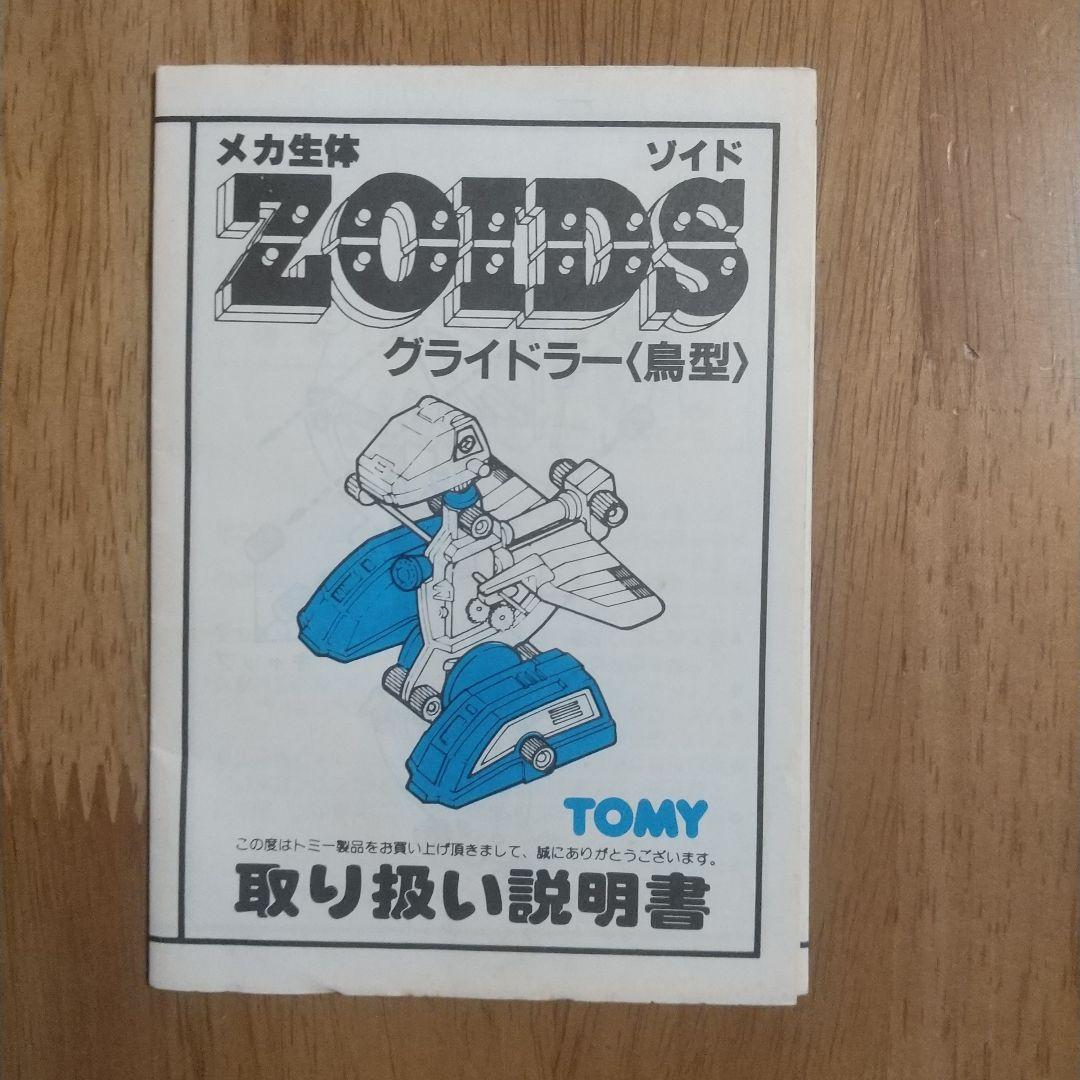 メカ生体 ゾイド
ZOIDS
グライドラー〈鳥型〉
TOMY
この度はトミー製品をお買い上げ頂きまして、誠にありがとうございます。
取り扱い説明書